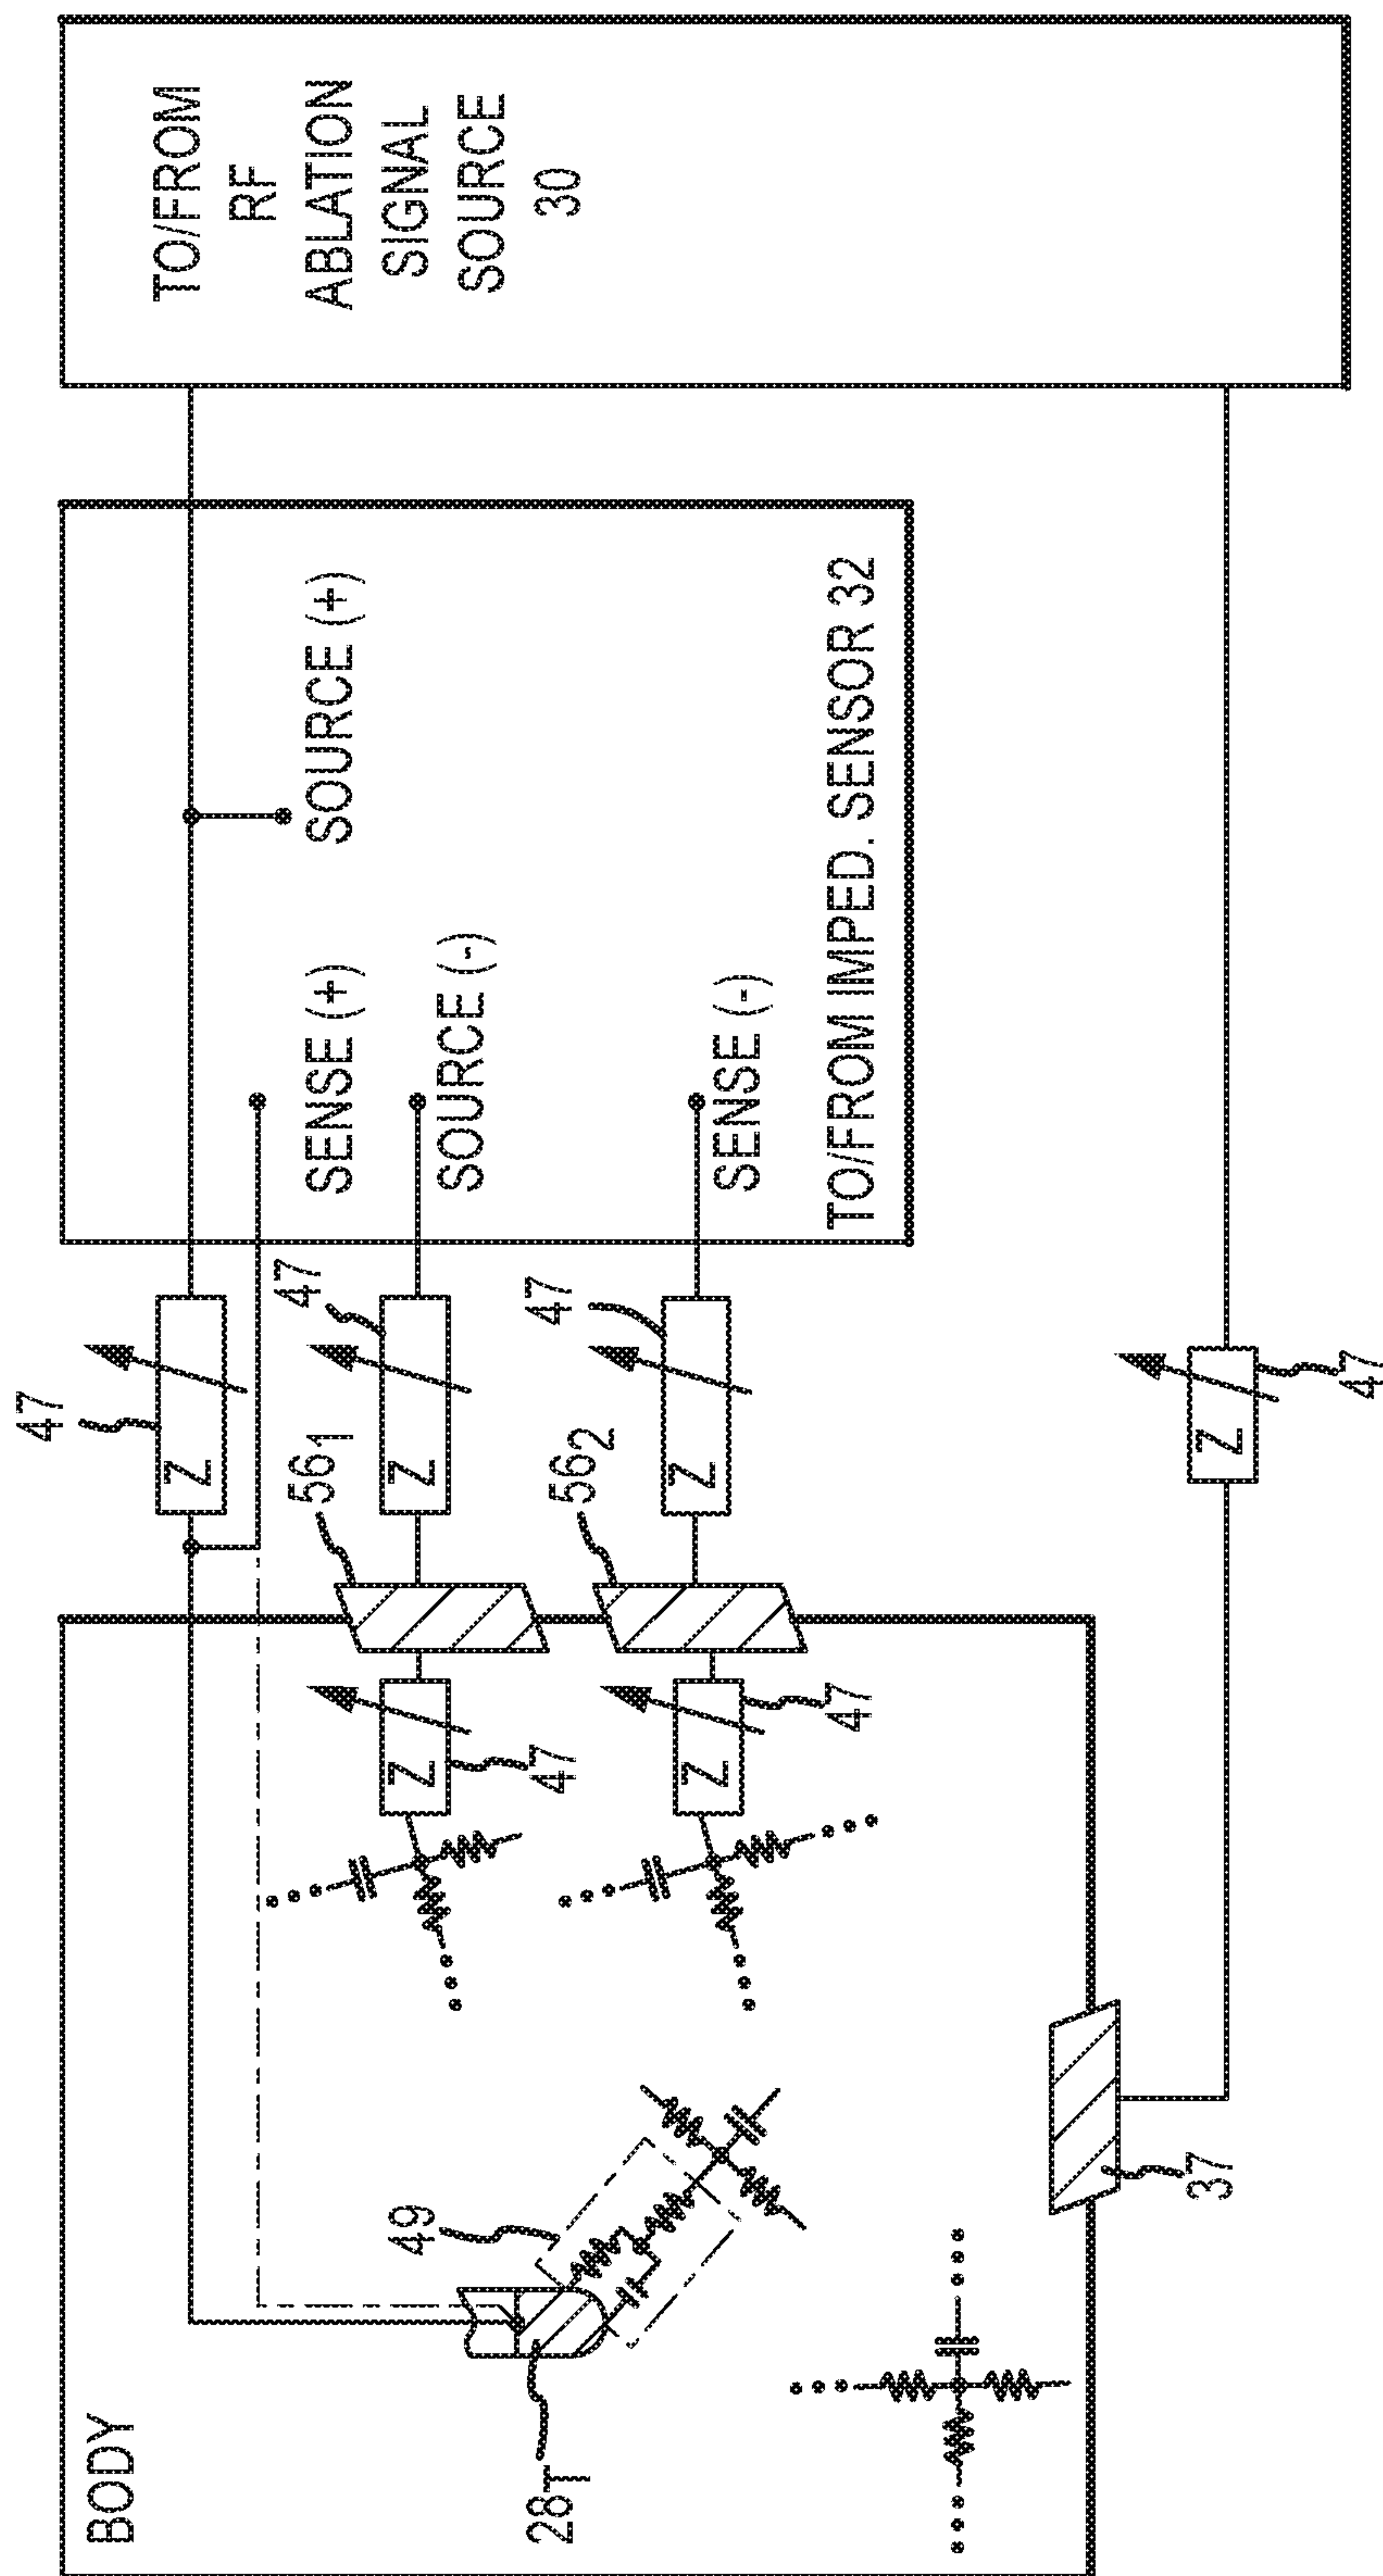 BODY
28T
49
37
47
47
561
562
47
47
47
47
Z
Z
Z
Z
Z
Z
SENSE (+)
SOURCE (-)
SENSE (-)
SOURCE (+)
TO/FROM IMPED. SENSOR 32
TO/FROM
RF
ABLATION
SIGNAL
SOURCE
30